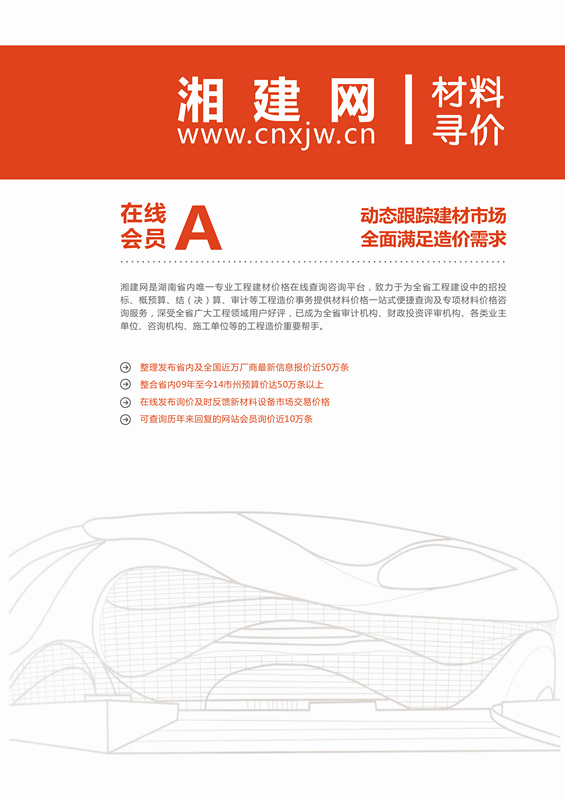 湘建网
www.cnxjw.cn
材料
寻价
在线
会员
A
动态跟踪建材市场
全面满足造价需求
湘建网是湖南省内唯一专业工程建材价格在线查询咨询平台，致力于为全省工程建设中的招投
标、概预算、结（决）算、审计等工程造价事务提供材料价格一站式便捷查询及专项材料价格咨
询服务，深受全省广大工程领域用户好评，已成为全省审计机构、财政投资评审机构、各类业主
单位、咨询机构、施工单位等的工程造价重要帮手。
整理发布省内及全国近万厂商最新信息报价近50万条
整合省内09年至今14市州预算价达50万条以上
在线发布询价及时反馈新材料设备市场交易价格
可查询历年来回复的网站会员询价近10万条